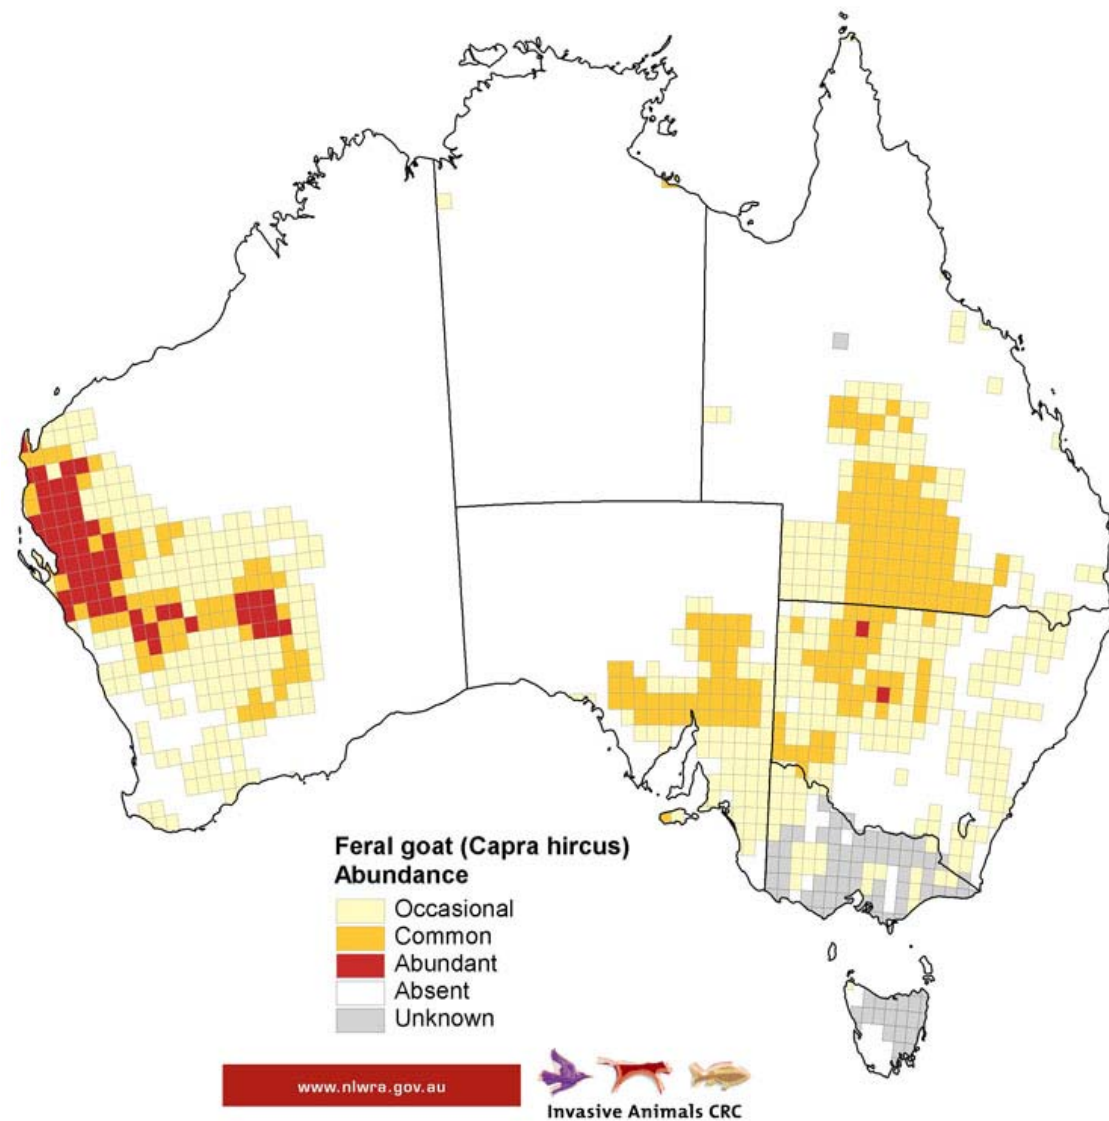 Feral goat (Capra hircus)
Abundance
Occasional
Common
Abundant
Absent
Unknown
www.nlwra.gov.au
Invasive Animals CRC